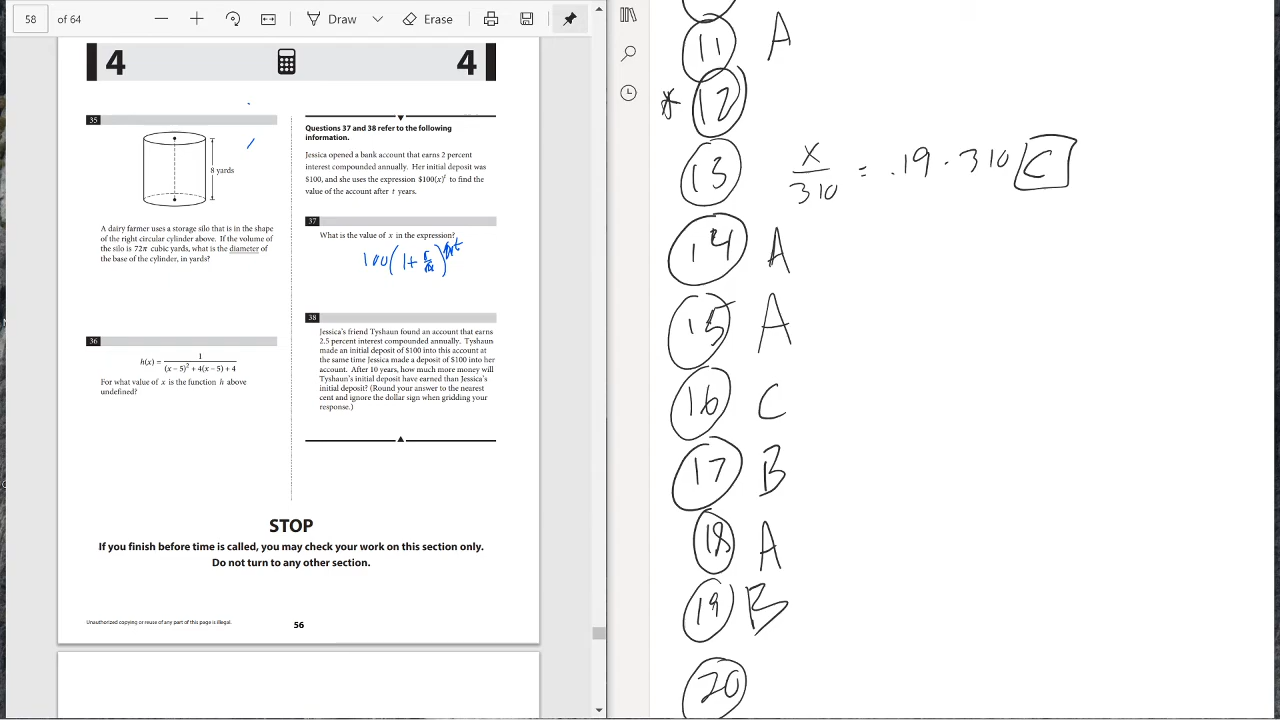 58 of 64
Draw
Erase
4
4
35
8 yards
A dairy farmer uses a storage silo that is in the shape
of the right circular cylinder above. If the volume of
the silo is 72π cubic yards, what is the diameter of
the base of the cylinder, in yards?
36
h(x) = 1 / (x − 5)² + 4(x − 5) + 4
For what value of x is the function h above
undefined?
Questions 37 and 38 refer to the following
information.
Jessica opened a bank account that earns 2 percent
interest compounded annually. Her initial deposit was
$100, and she uses the expression $100(x)ᵗ to find the
value of the account after t years.
37
What is the value of x in the expression?
100(1+
38
Jessica's friend Tyshaun found an account that earns
2.5 percent interest compounded annually. Tyshaun
made an initial deposit of $100 into this account at
the same time Jessica made a deposit of $100 into her
account. After 10 years, how much more money will
Tyshaun's initial deposit have earned than Jessica's
initial deposit? (Round your answer to the nearest
cent and ignore the dollar sign when gridding your
response.)
STOP
If you finish before time is called, you may check your work on this section only.
Do not turn to any other section.
Unauthorized copying or reuse of any part of this page is illegal.
56
11 A
* 12
13 x/310 = .19 · 310 C
14 A
15 A
16 C
17 B
18 A
19 B
20